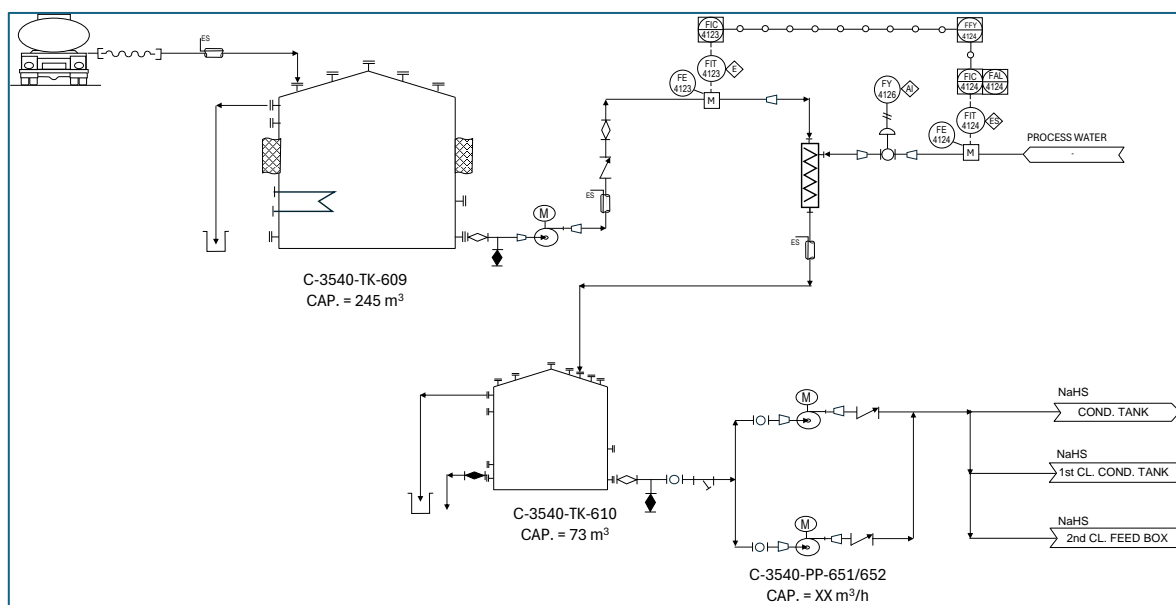 ES
FIC
4123
FFY
4124
FIT
4123
E
FIC
4124
FAL
4124
FE
4123
M
FY
4126
AI
FIT
4124
ES
FE
4124
M
PROCESS WATER
-
ES
M
ES
C-3540-TK-609
CAP. = 245 m³
M
NaHS
COND. TANK
NaHS
1st CL. COND. TANK
C-3540-TK-610
CAP. = 73 m³
M
NaHS
2nd CL. FEED BOX
C-3540-PP-651/652
CAP. = XX m³/h